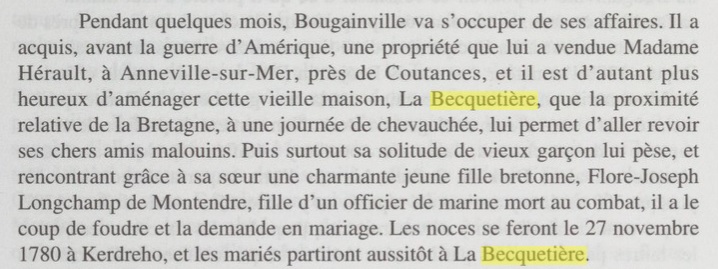 Pendant quelques mois, Bougainville va s’occuper de ses affaires. Il a
acquis, avant la guerre d’Amérique, une propriété que lui a vendue Madame
Hérault, à Anneville-sur-Mer, près de Coutances, et il est d’autant plus
heureux d’aménager cette vieille maison, La Becquetière, que la proximité
relative de la Bretagne, à une journée de chevauchée, lui permet d’aller revoir
ses chers amis malouins. Puis surtout sa solitude de vieux garçon lui pèse, et
rencontrant grâce à sa sœur une charmante jeune fille bretonne, Flore-Joseph
Longchamp de Montendre, fille d’un officier de marine mort au combat, il a le
coup de foudre et la demande en mariage. Les noces se feront le 27 novembre
1780 à Kerdreho, et les mariés partiront aussitôt à La Becquetière.